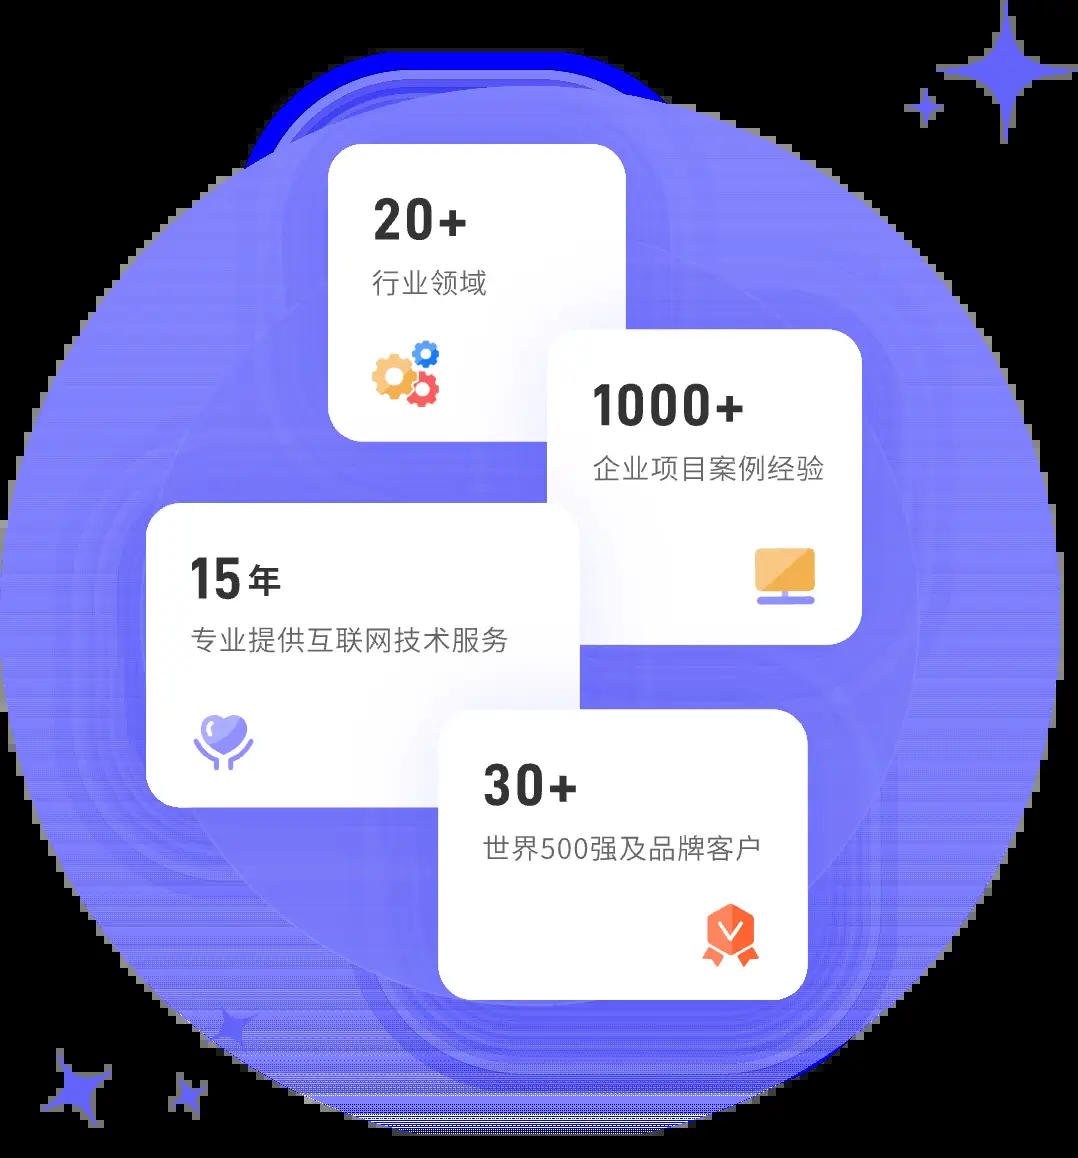 20+
行业领域
1000+
企业项目案例经验
15年
专业提供互联网技术服务
30+
世界500强及品牌客户